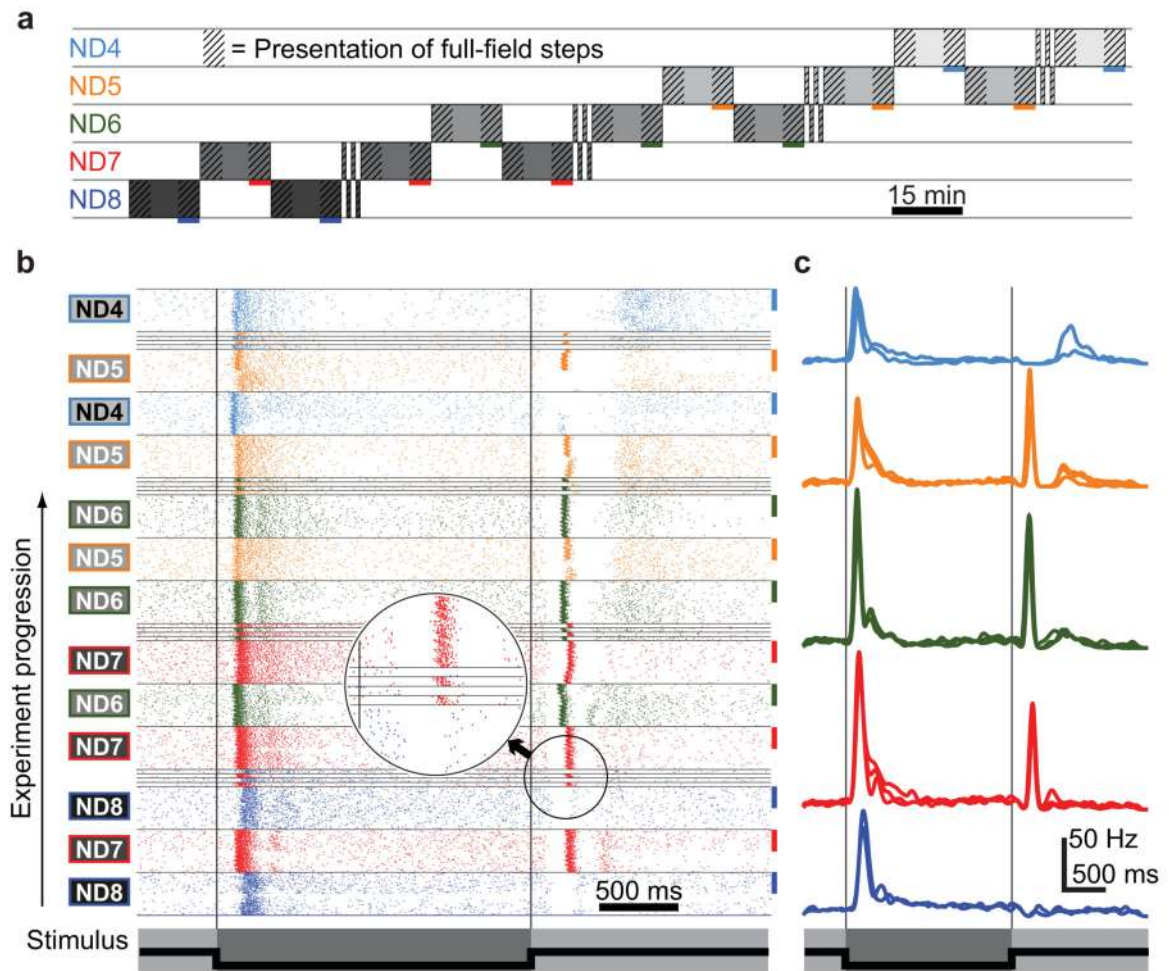 a
ND4
= Presentation of full-field steps
ND5
ND6
ND7
ND8
15 min
b
c
ND4
ND5
ND4
ND5
ND6
ND5
ND6
ND7
ND6
ND7
ND8
ND7
ND8
Experiment progression
500 ms
50 Hz
500 ms
Stimulus